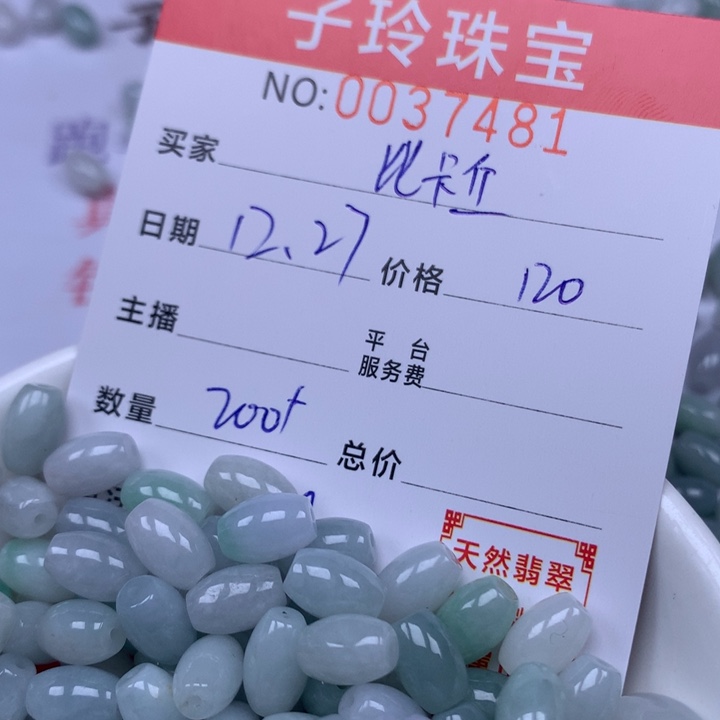 子玲珠宝
NO:0037481
买家 比卡丘
日期 12.27 价格 120
主播 平台服务费
数量 200+ 总价
天然翡翠